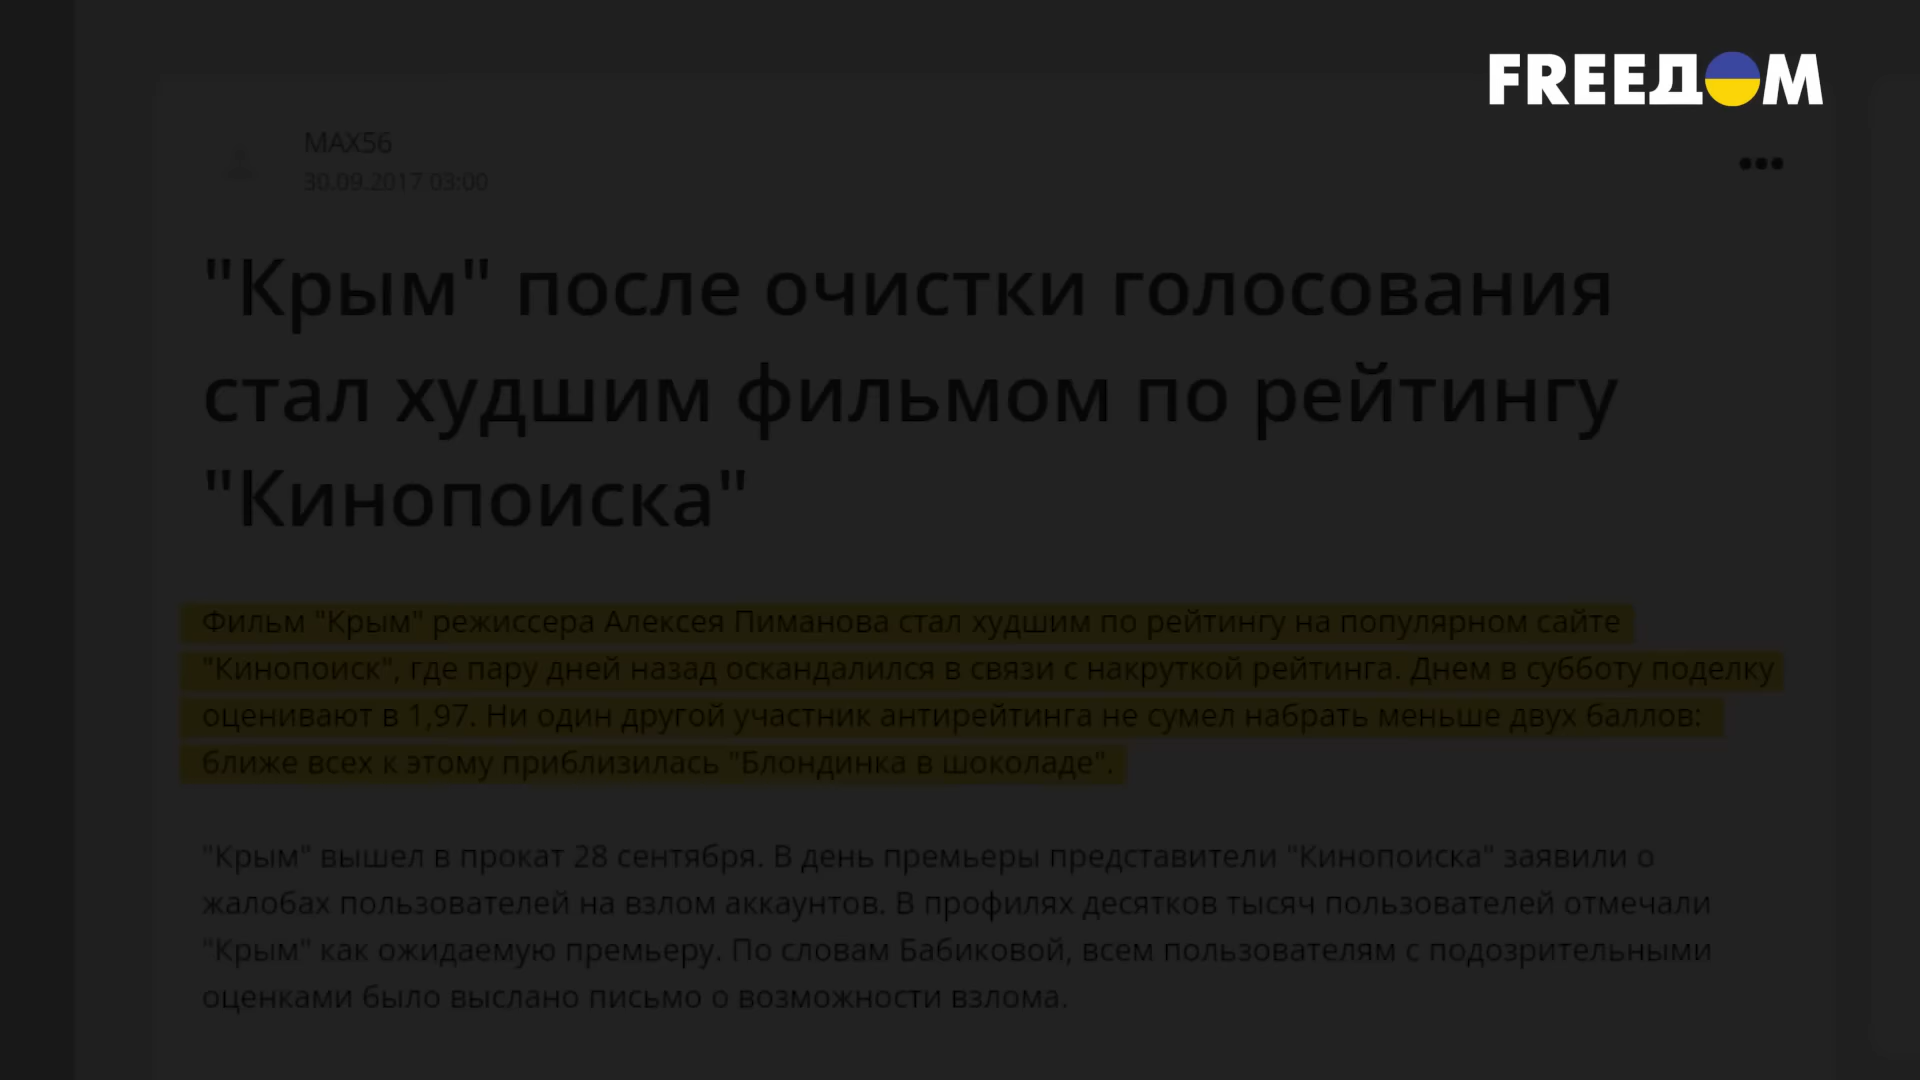 FREEДОМ
MAX56
30.09.2017 03:00
"Крым" после очистки голосования
стал худшим фильмом по рейтингу
"Кинопоиска"
Фильм "Крым" режиссера Алексея Пиманова стал худшим по рейтингу на популярном сайте
"Кинопоиск", где пару дней назад оскандалился в связи с накруткой рейтинга. Днем в субботу поделку
оценивают в 1,97. Ни один другой участник антирейтинга не сумел набрать меньше двух баллов:
ближе всех к этому приблизилась "Блондинка в шоколаде".
"Крым" вышел в прокат 28 сентября. В день премьеры представители "Кинопоиска" заявили о
жалобах пользователей на взлом аккаунтов. В профилях десятков тысяч пользователей отмечали
"Крым" как ожидаемую премьеру. По словам Бабиковой, всем пользователям с подозрительными
оценками было выслано письмо о возможности взлома.